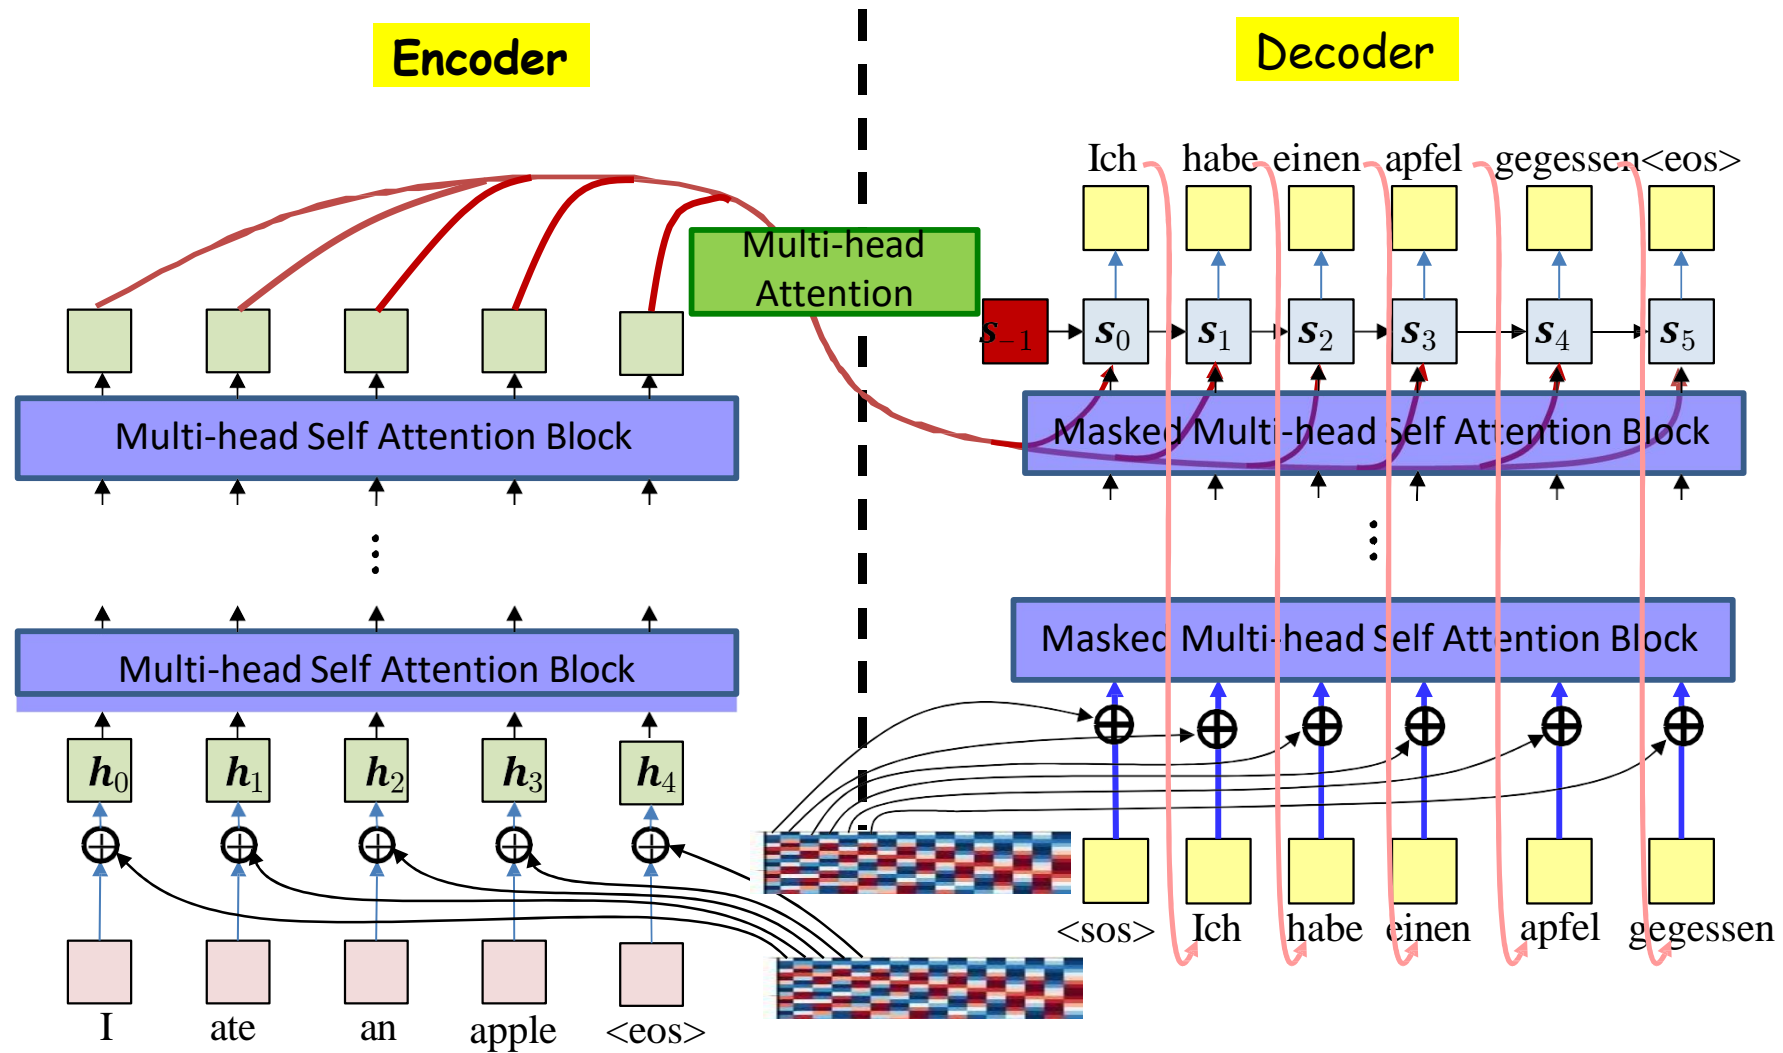 Encoder
Decoder
Ich habe einen apfel gegessen <eos>
Multi-head
Attention
s₋₁ s₀ s₁ s₂ s₃ s₄ s₅
Multi-head Self Attention Block
Masked Multi-head Self Attention Block
Multi-head Self Attention Block
Masked Multi-head Self Attention Block
h₀ h₁ h₂ h₃ h₄
<sos> Ich habe einen apfel gegessen
I ate an apple <eos>